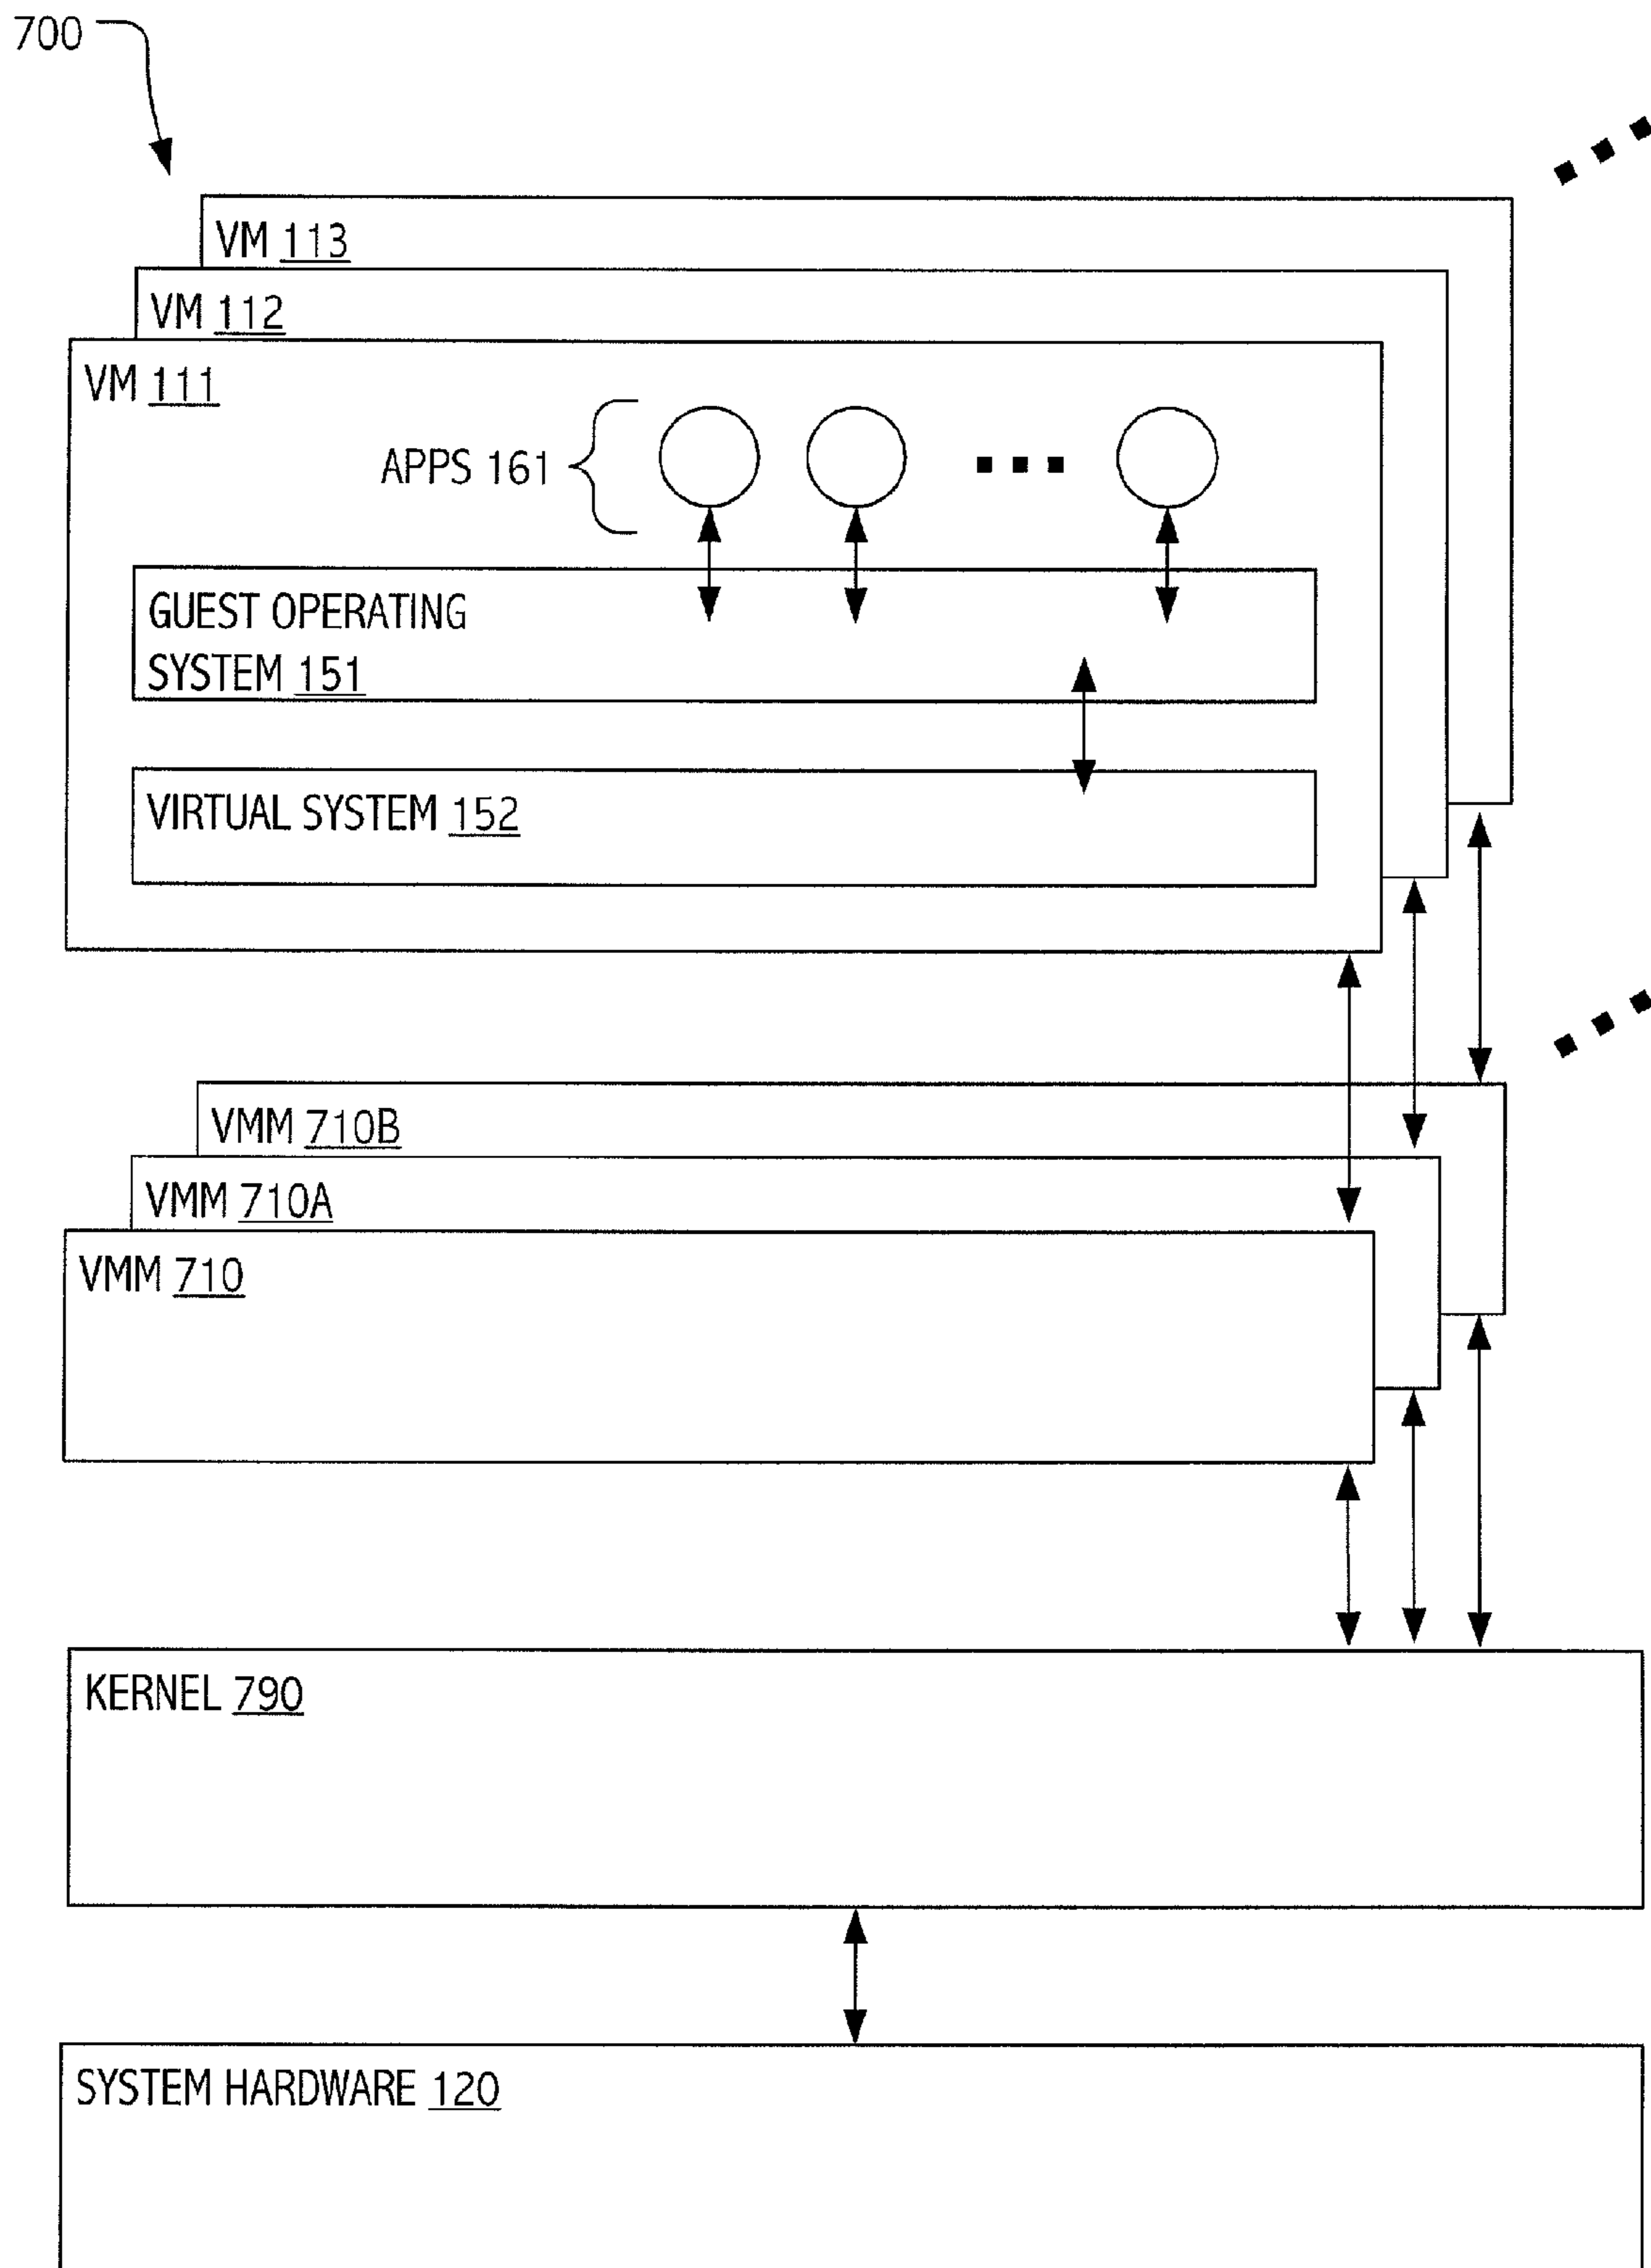 700
VM 113
VM 112
VM 111
APPS 161
GUEST OPERATING
SYSTEM 151
VIRTUAL SYSTEM 152
VMM 710B
VMM 710A
VMM 710
KERNEL 790
SYSTEM HARDWARE 120